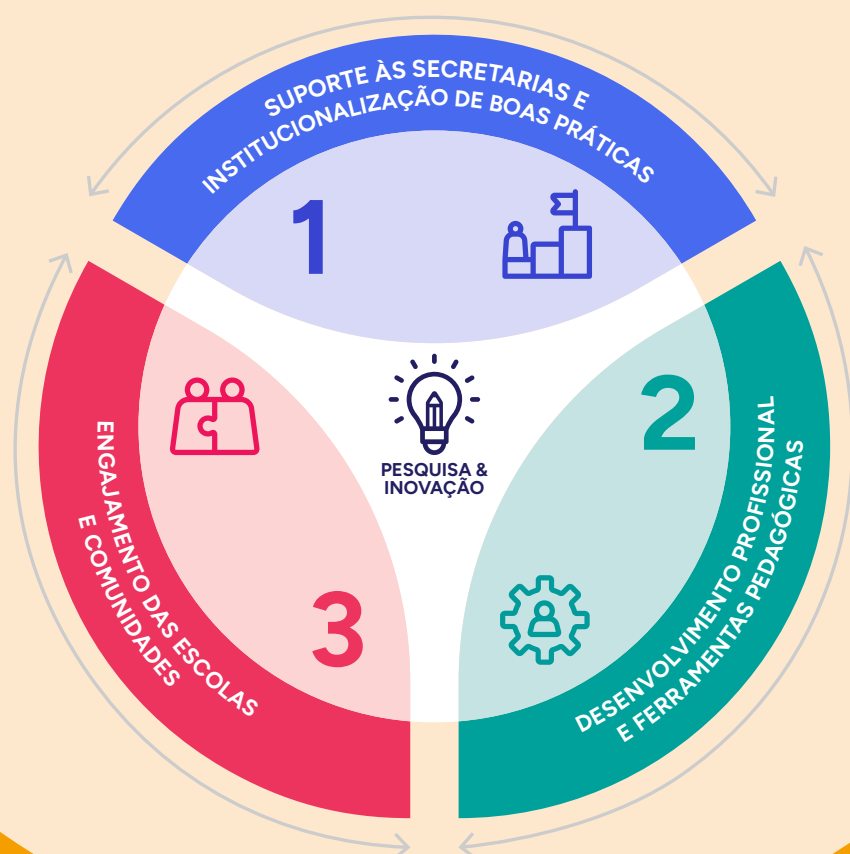 SUPORTE ÀS SECRETARIAS E
INSTITUCIONALIZAÇÃO DE BOAS PRÁTICAS
1
2
DESENVOLVIMENTO PROFISSIONAL
E FERRAMENTAS PEDAGÓGICAS
3
ENGAJAMENTO DAS ESCOLAS
E COMUNIDADES
PESQUISA &
INOVAÇÃO